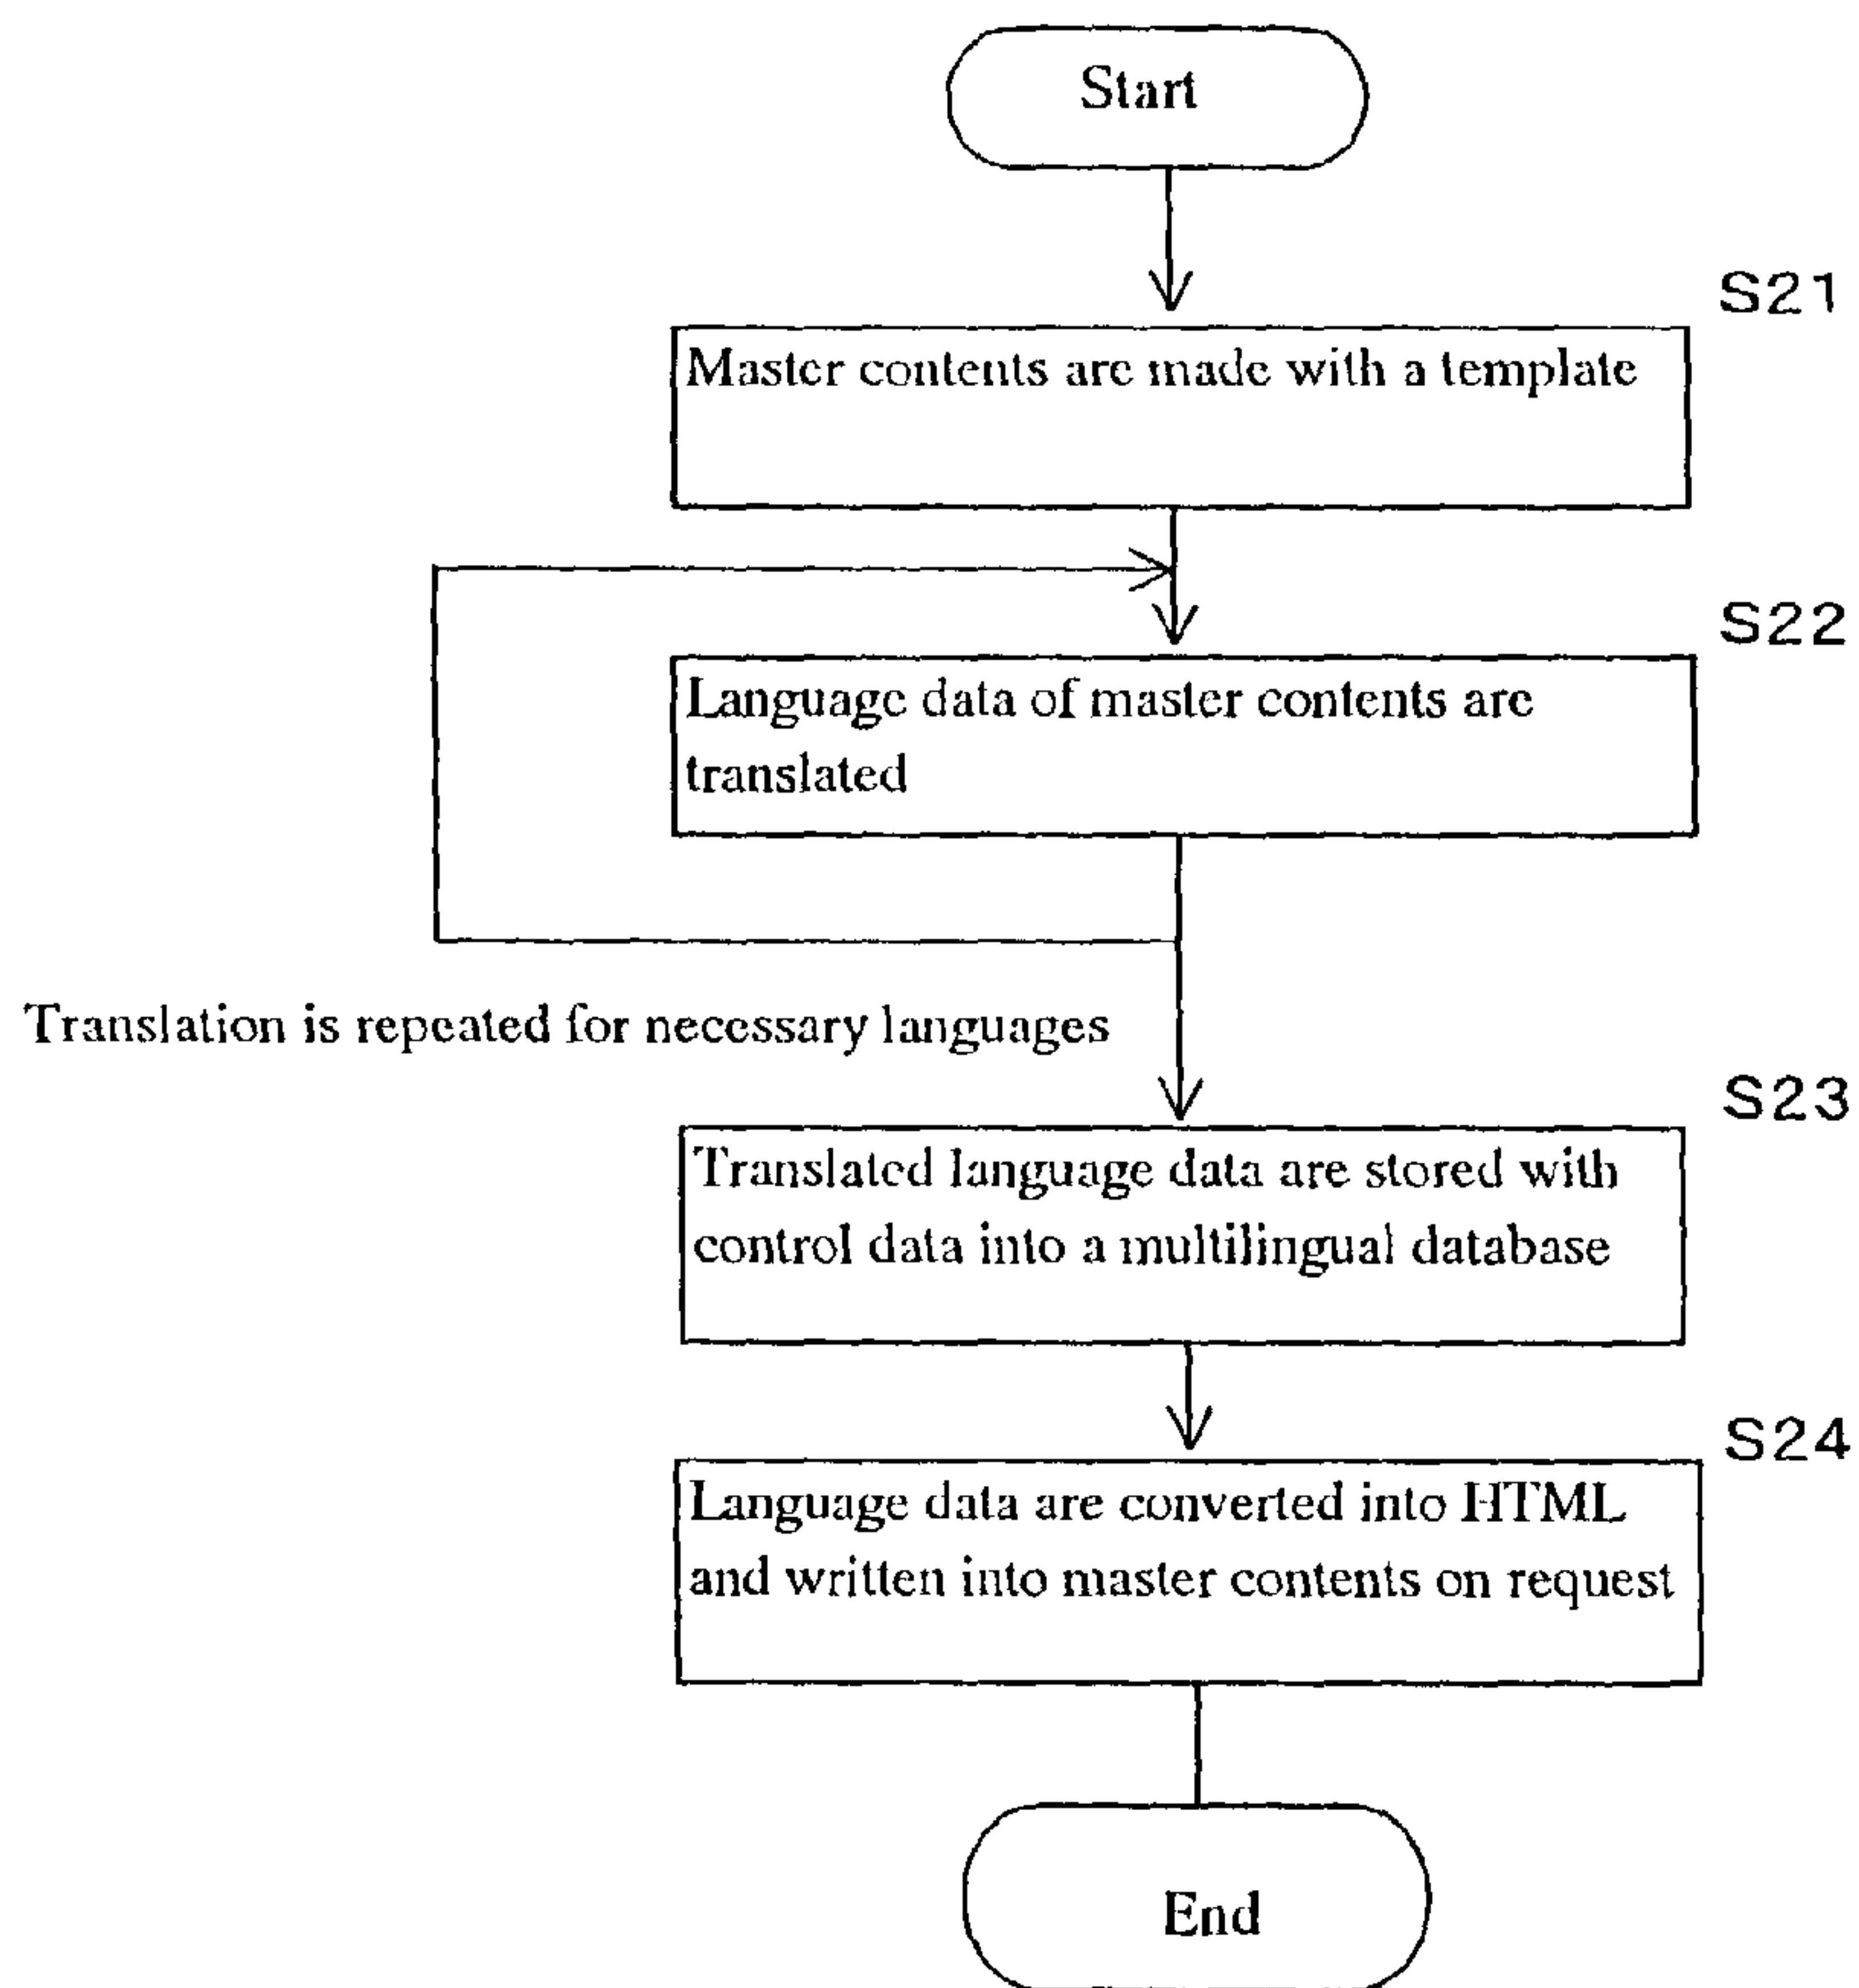 Start
S21
Master contents are made with a template
S22
Language data of master contents are
translated
Translation is repeated for necessary languages
S23
Translated language data are stored with
control data into a multilingual database
S24
Language data are converted into HTML
and written into master contents on request
End